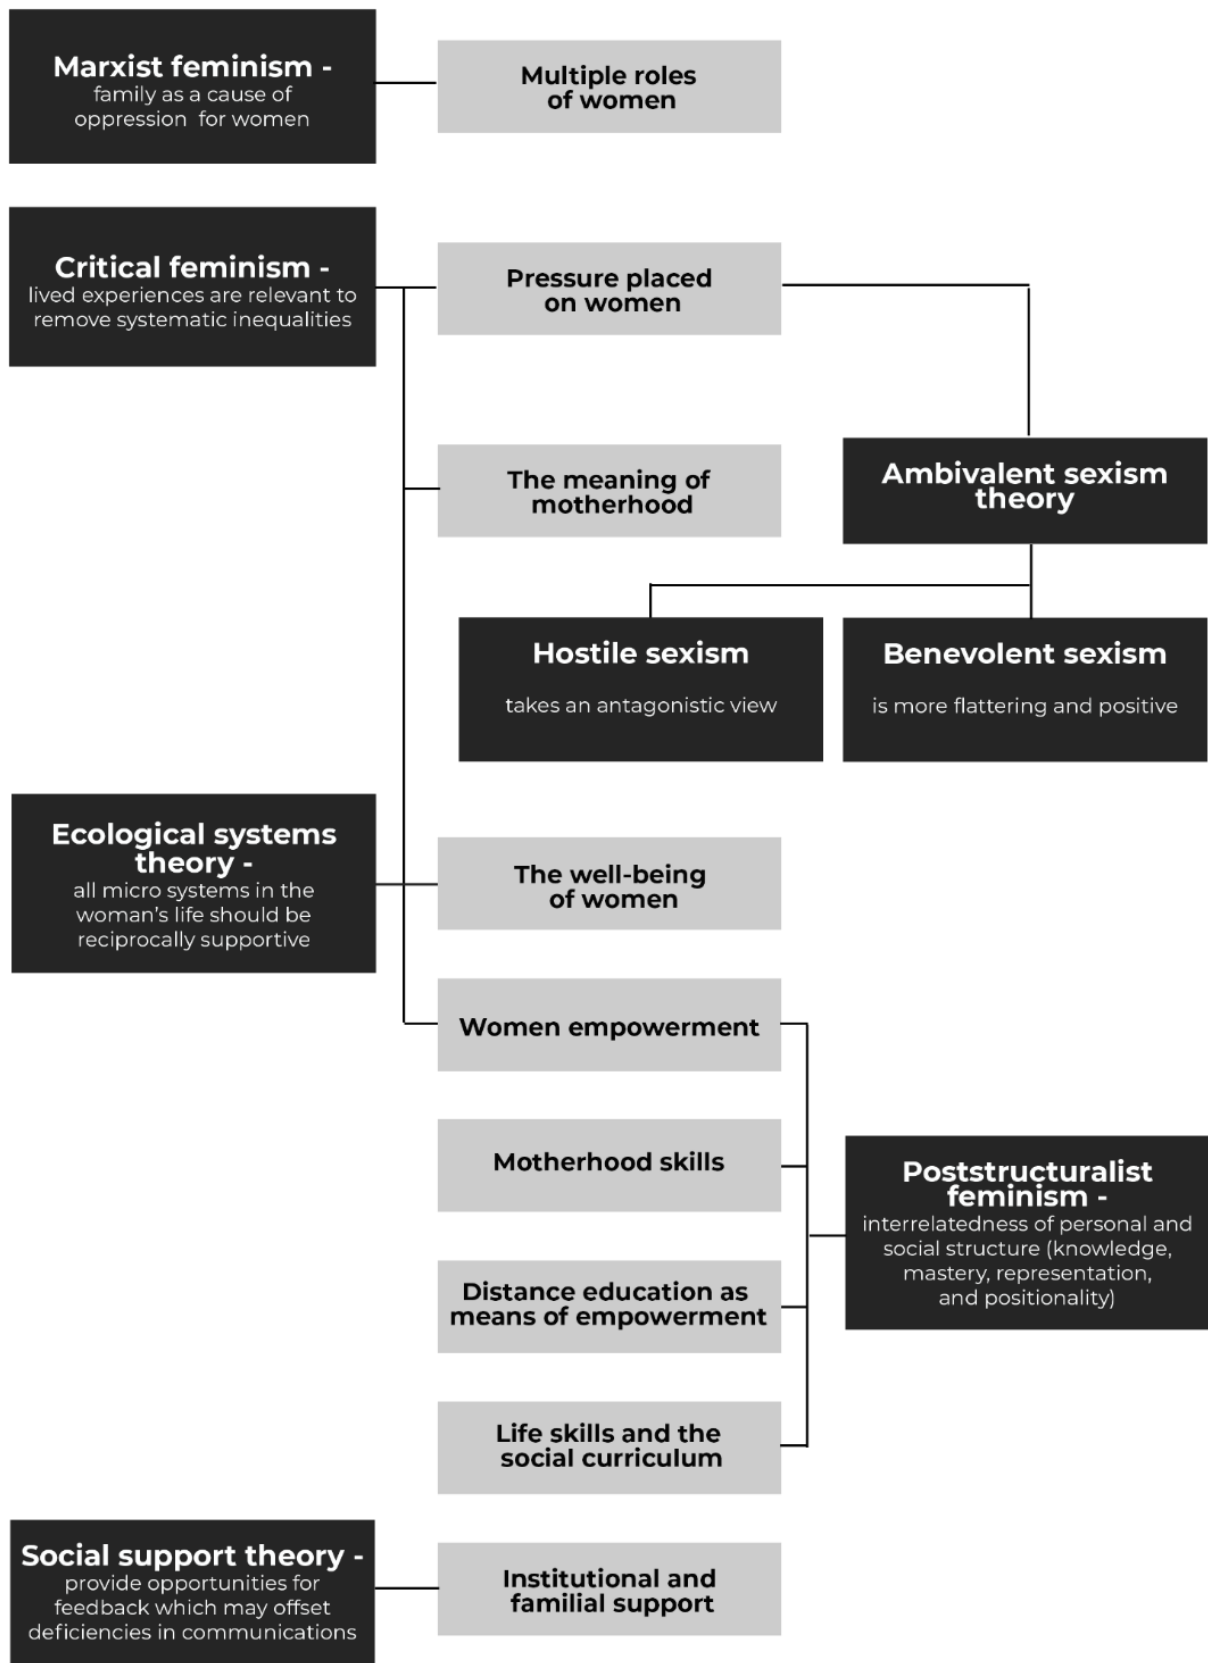 Marxist feminism -
family as a cause of
oppression for women
Multiple roles
of women
Critical feminism -
lived experiences are relevant to
remove systematic inequalities
Pressure placed
on women
The meaning of
motherhood
Ambivalent sexism
theory
Hostile sexism
takes an antagonistic view
Benevolent sexism
is more flattering and positive
Ecological systems
theory -
all micro systems in the
woman's life should be
reciprocally supportive
The well-being
of women
Women empowerment
Motherhood skills
Poststructuralist
feminism -
interrelatedness of personal and
social structure (knowledge,
mastery, representation,
and positionality)
Distance education as
means of empowerment
Life skills and the
social curriculum
Social support theory -
provide opportunities for
feedback which may offset
deficiencies in communications
Institutional and
familial support